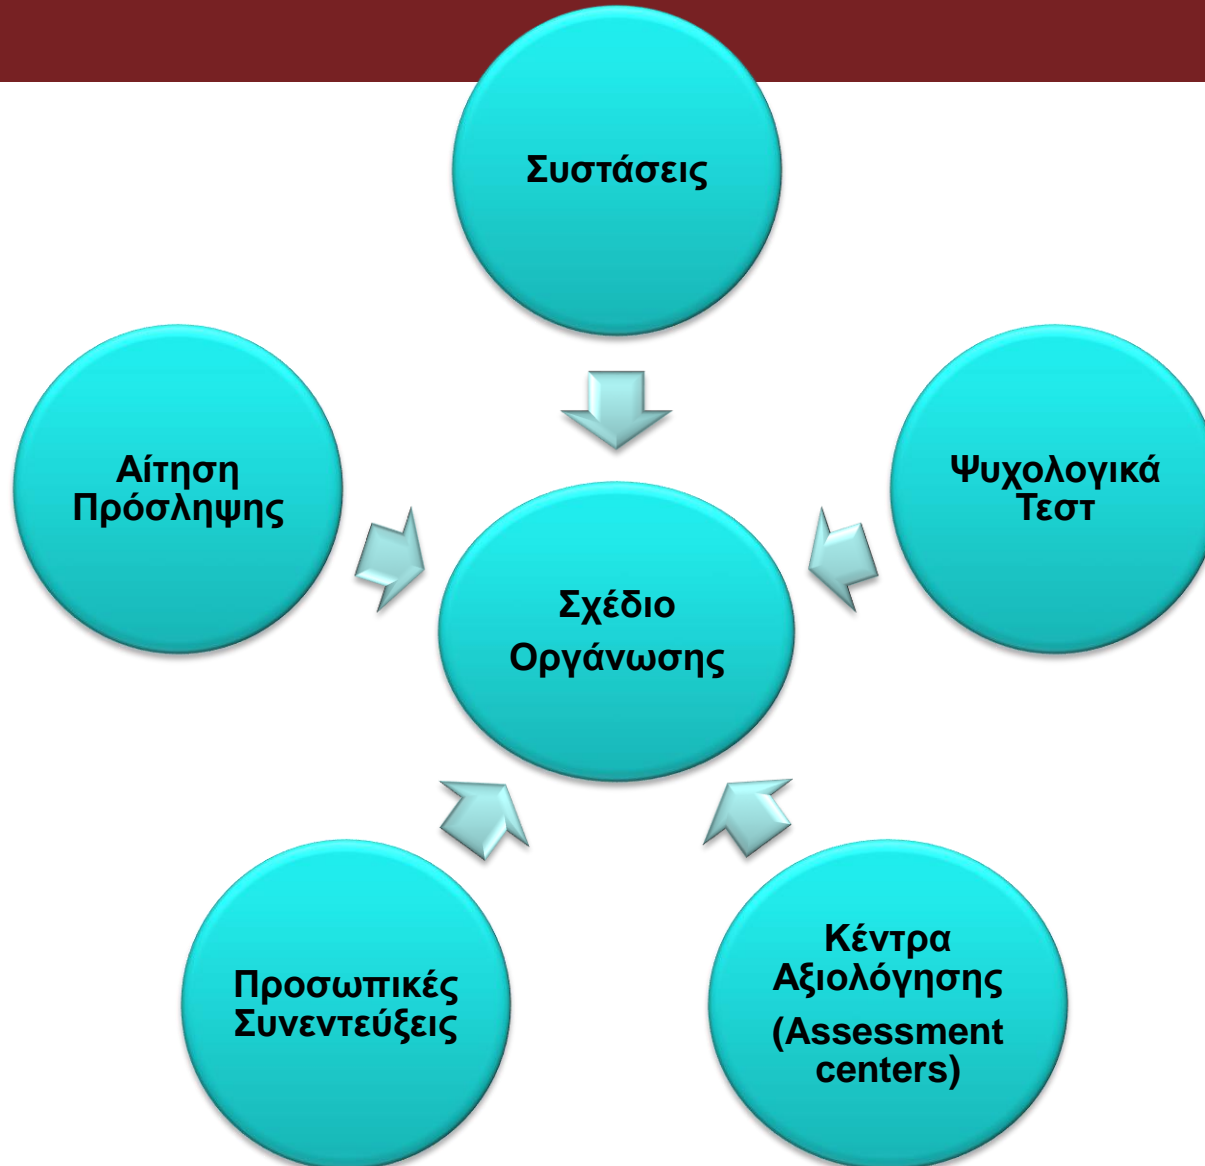 Συστάσεις
Αίτηση
Πρόσληψης
Ψυχολογικά
Τεστ
Σχέδιο
Οργάνωσης
Προσωπικές
Συνεντεύξεις
Κέντρα
Αξιολόγησης
(Assessment
centers)